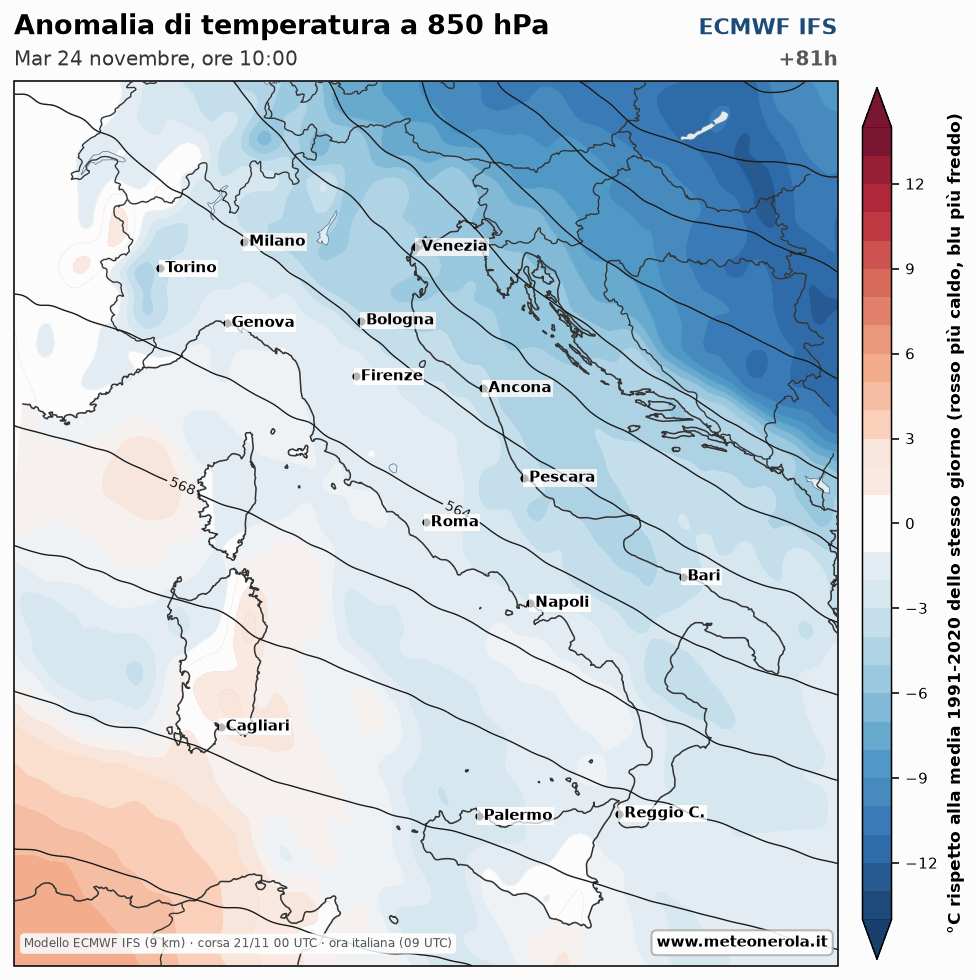 Anomalia di temperatura a 850 hPa
ECMWF IFS
Mar 24 novembre, ore 10:00
+81h
Milano
Venezia
Torino
Genova
Bologna
Firenze
Ancona
Pescara
568
564
Roma
Bari
Napoli
Cagliari
Palermo
Reggio C.
Modello ECMWF IFS (9 km) · corsa 21/11 00 UTC · ora italiana (09 UTC)
www.meteonerola.it
12
9
6
3
0
−3
−6
−9
−12
°C rispetto alla media 1991-2020 dello stesso giorno (rosso più caldo, blu più freddo)